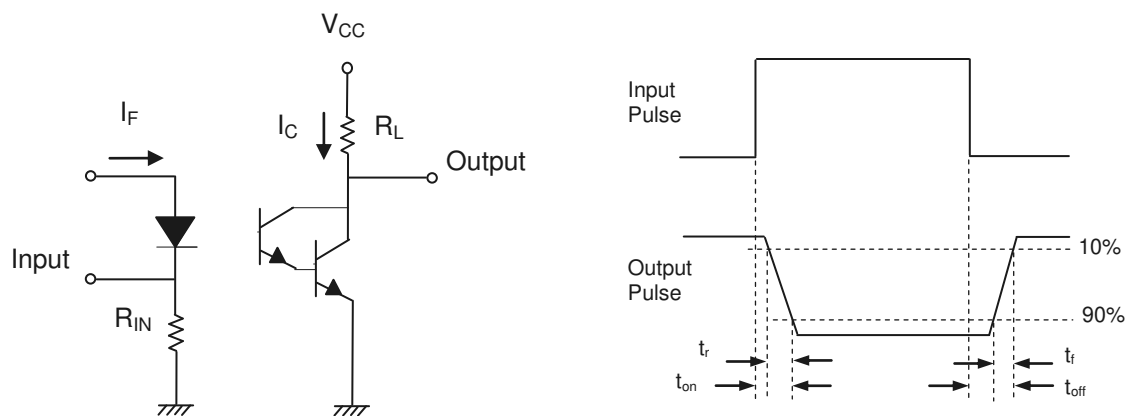 V_CC
I_F
I_C
R_L
Output
Input
R_IN
Input
Pulse
Output
Pulse
10%
90%
t_r
t_f
t_on
t_off